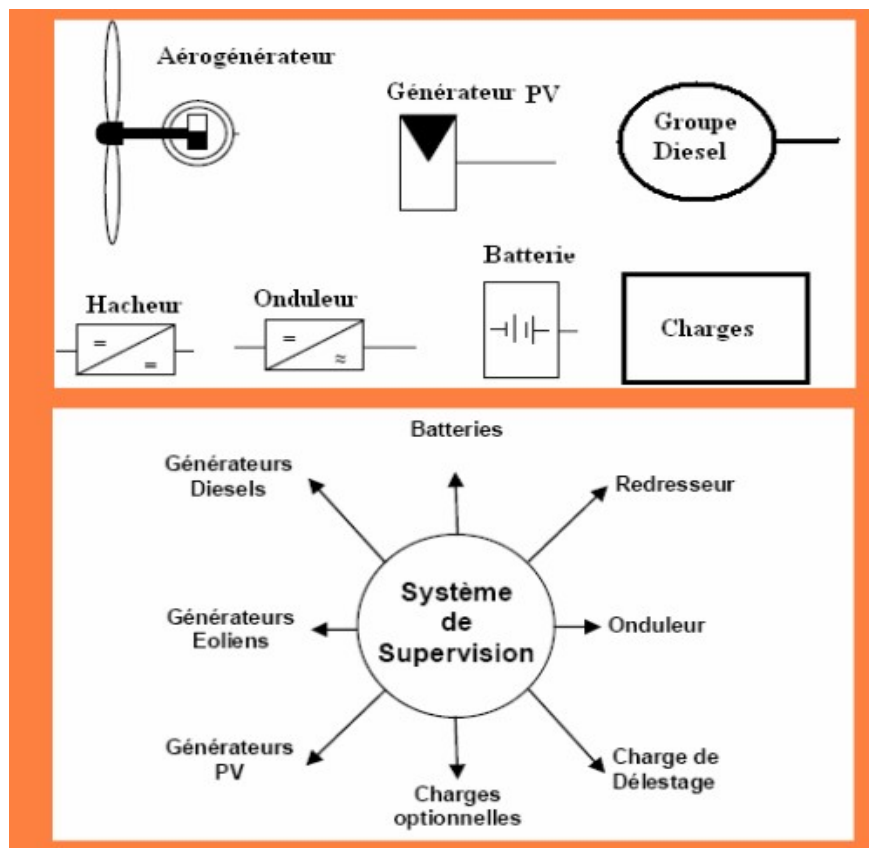 Aérogénérateur
Générateur PV
Groupe
Diesel
Batterie
Hacheur
Onduleur
Charges
=
=
=
≈
Batteries
Générateurs
Diesels
Redresseur
Système
de
Supervision
Générateurs
Eoliens
Onduleur
Générateurs
PV
Charge de
Délestage
Charges
optionnelles